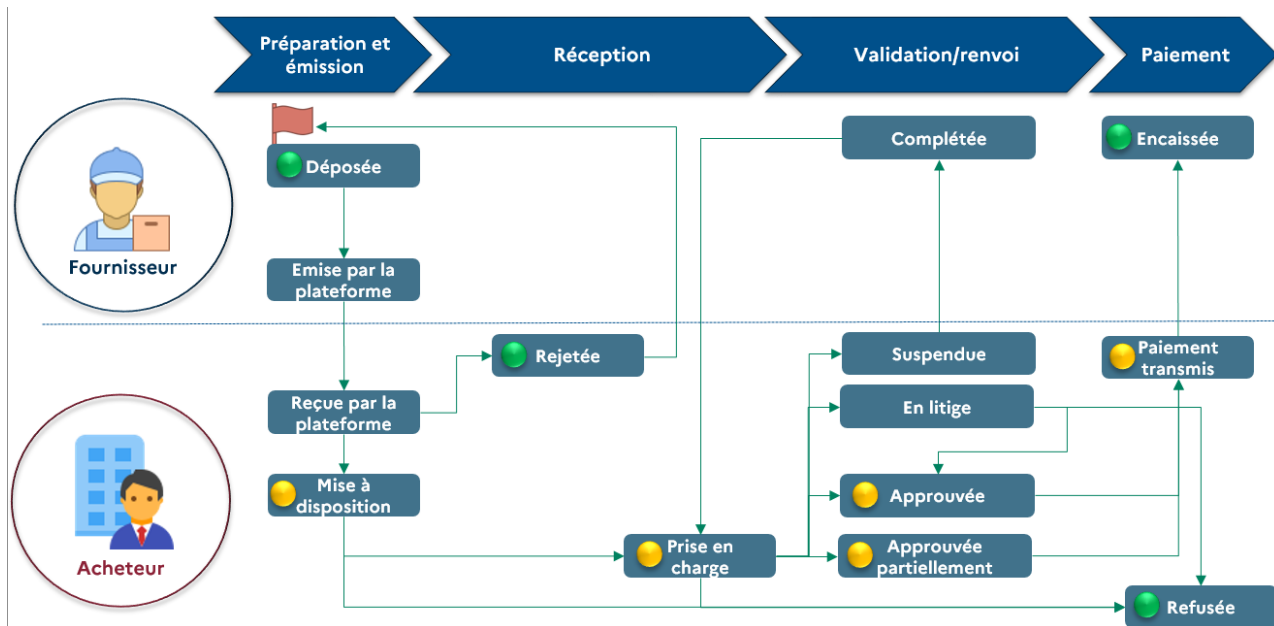 Préparation et
émission
Réception
Validation/renvoi
Paiement
Déposée
Complétée
Encaissée
Fournisseur
Emise par la
plateforme
Rejetée
Suspendue
Paiement
transmis
Reçue par la
plateforme
En litige
Mise à
disposition
Approuvée
Acheteur
Prise en
charge
Approuvée
partiellement
Refusée